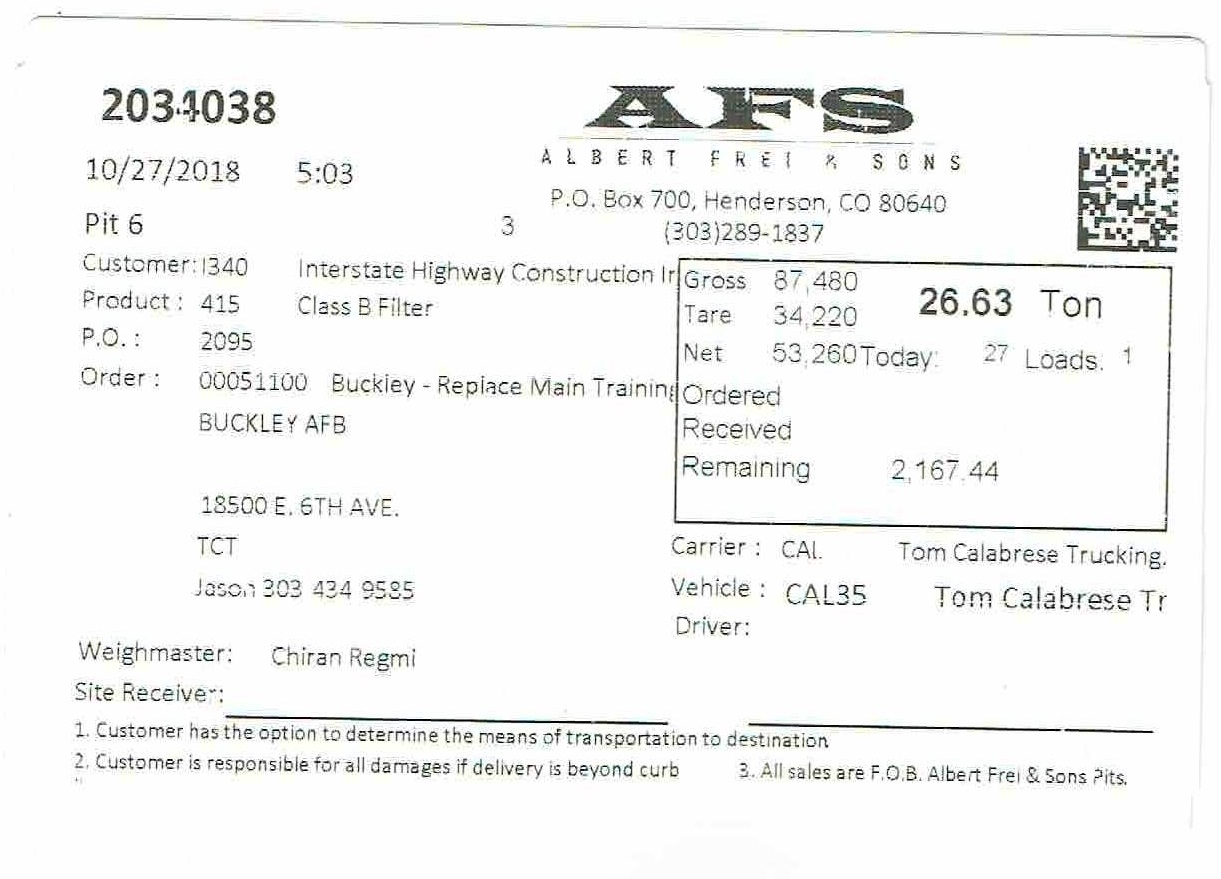 2034038
AFS
ALBERT FREI & SONS
10/27/2018 5:03
P.O. Box 700, Henderson, CO 80640
Pit 6 3 (303)289-1837
Customer: I340 Interstate Highway Construction Ir
Product : 415 Class B Filter
P.O. : 2095
Order : 00051100 Buckley - Replace Main Training
BUCKLEY AFB
18500 E. 6TH AVE.
TCT
Jason 303 434 9585
Gross 87,480 26.63 Ton
Tare 34,220
Net 53,260 Today: 27 Loads. 1
Ordered
Received
Remaining 2,167.44
Carrier : CAL Tom Calabrese Trucking.
Vehicle : CAL35 Tom Calabrese Tr
Driver:
Weighmaster: Chiran Regmi
Site Receiver:
1. Customer has the option to determine the means of transportation to destination
2. Customer is responsible for all damages if delivery is beyond curb 3. All sales are F.O.B. Albert Frei & Sons Pits.